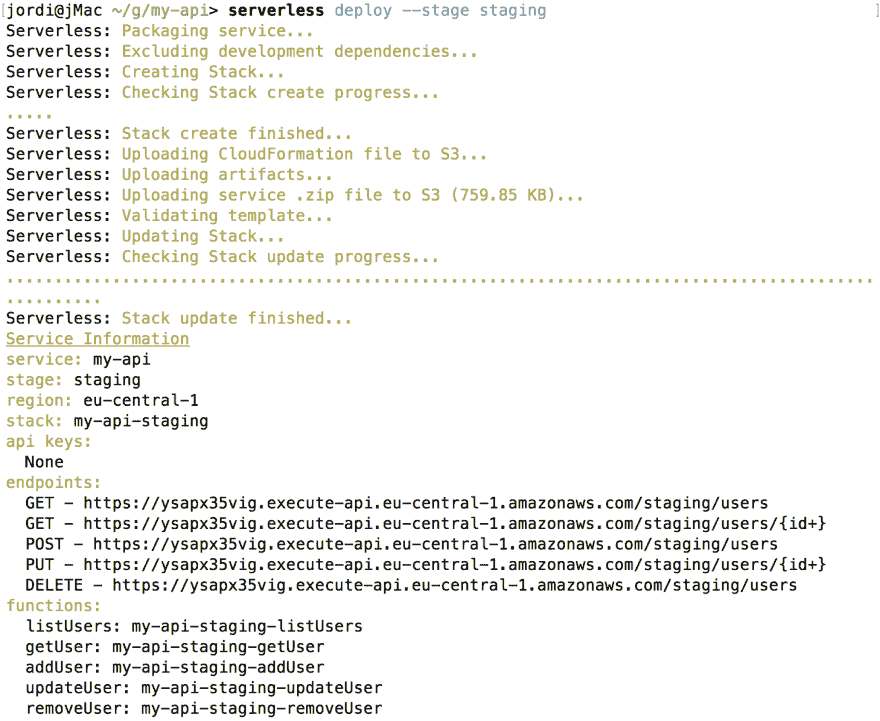 [jordi@jMac ~/g/my-api> serverless deploy --stage staging ]
Serverless: Packaging service...
Serverless: Excluding development dependencies...
Serverless: Creating Stack...
Serverless: Checking Stack create progress...
.....
Serverless: Stack create finished...
Serverless: Uploading CloudFormation file to S3...
Serverless: Uploading artifacts...
Serverless: Uploading service .zip file to S3 (759.85 KB)...
Serverless: Validating template...
Serverless: Updating Stack...
Serverless: Checking Stack update progress...
..........................................................................................
..........
Serverless: Stack update finished...
Service Information
service: my-api
stage: staging
region: eu-central-1
stack: my-api-staging
api keys:
  None
endpoints:
  GET - https://ysapx35vig.execute-api.eu-central-1.amazonaws.com/staging/users
  GET - https://ysapx35vig.execute-api.eu-central-1.amazonaws.com/staging/users/{id+}
  POST - https://ysapx35vig.execute-api.eu-central-1.amazonaws.com/staging/users
  PUT - https://ysapx35vig.execute-api.eu-central-1.amazonaws.com/staging/users/{id+}
  DELETE - https://ysapx35vig.execute-api.eu-central-1.amazonaws.com/staging/users
functions:
  listUsers: my-api-staging-listUsers
  getUser: my-api-staging-getUser
  addUser: my-api-staging-addUser
  updateUser: my-api-staging-updateUser
  removeUser: my-api-staging-removeUser